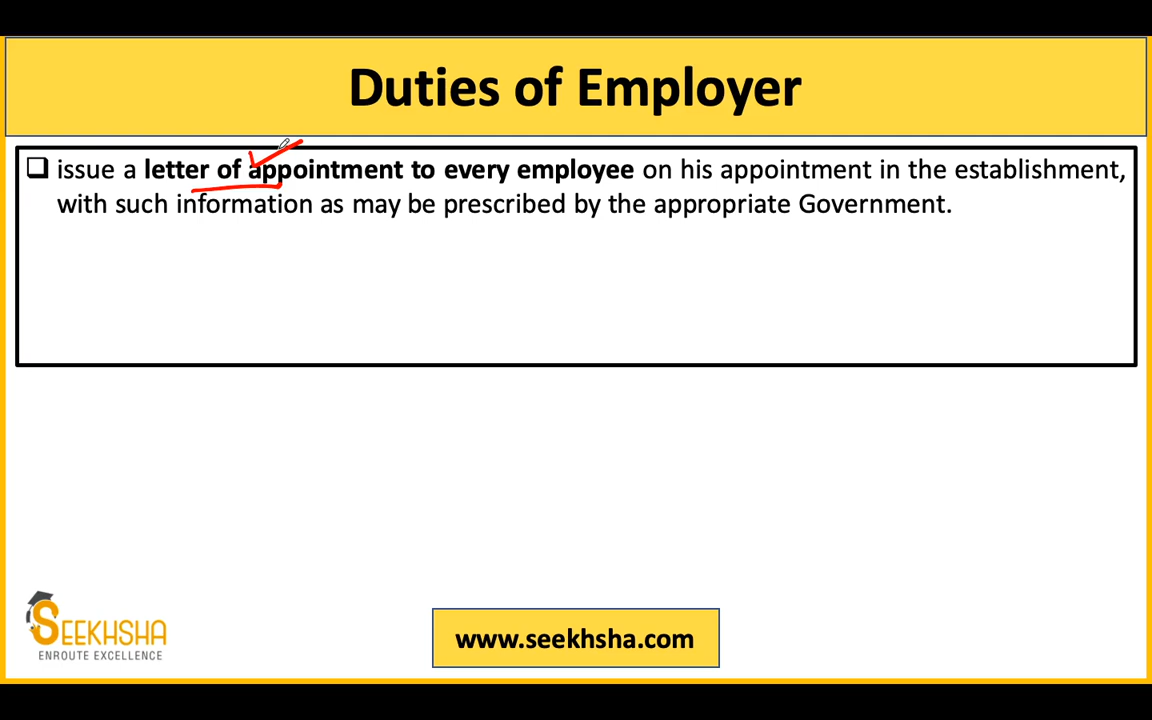 Duties of Employer
issue a letter of appointment to every employee on his appointment in the establishment,
with such information as may be prescribed by the appropriate Government.
SEEKHSHA
ENROUTE EXCELLENCE
www.seekhsha.com